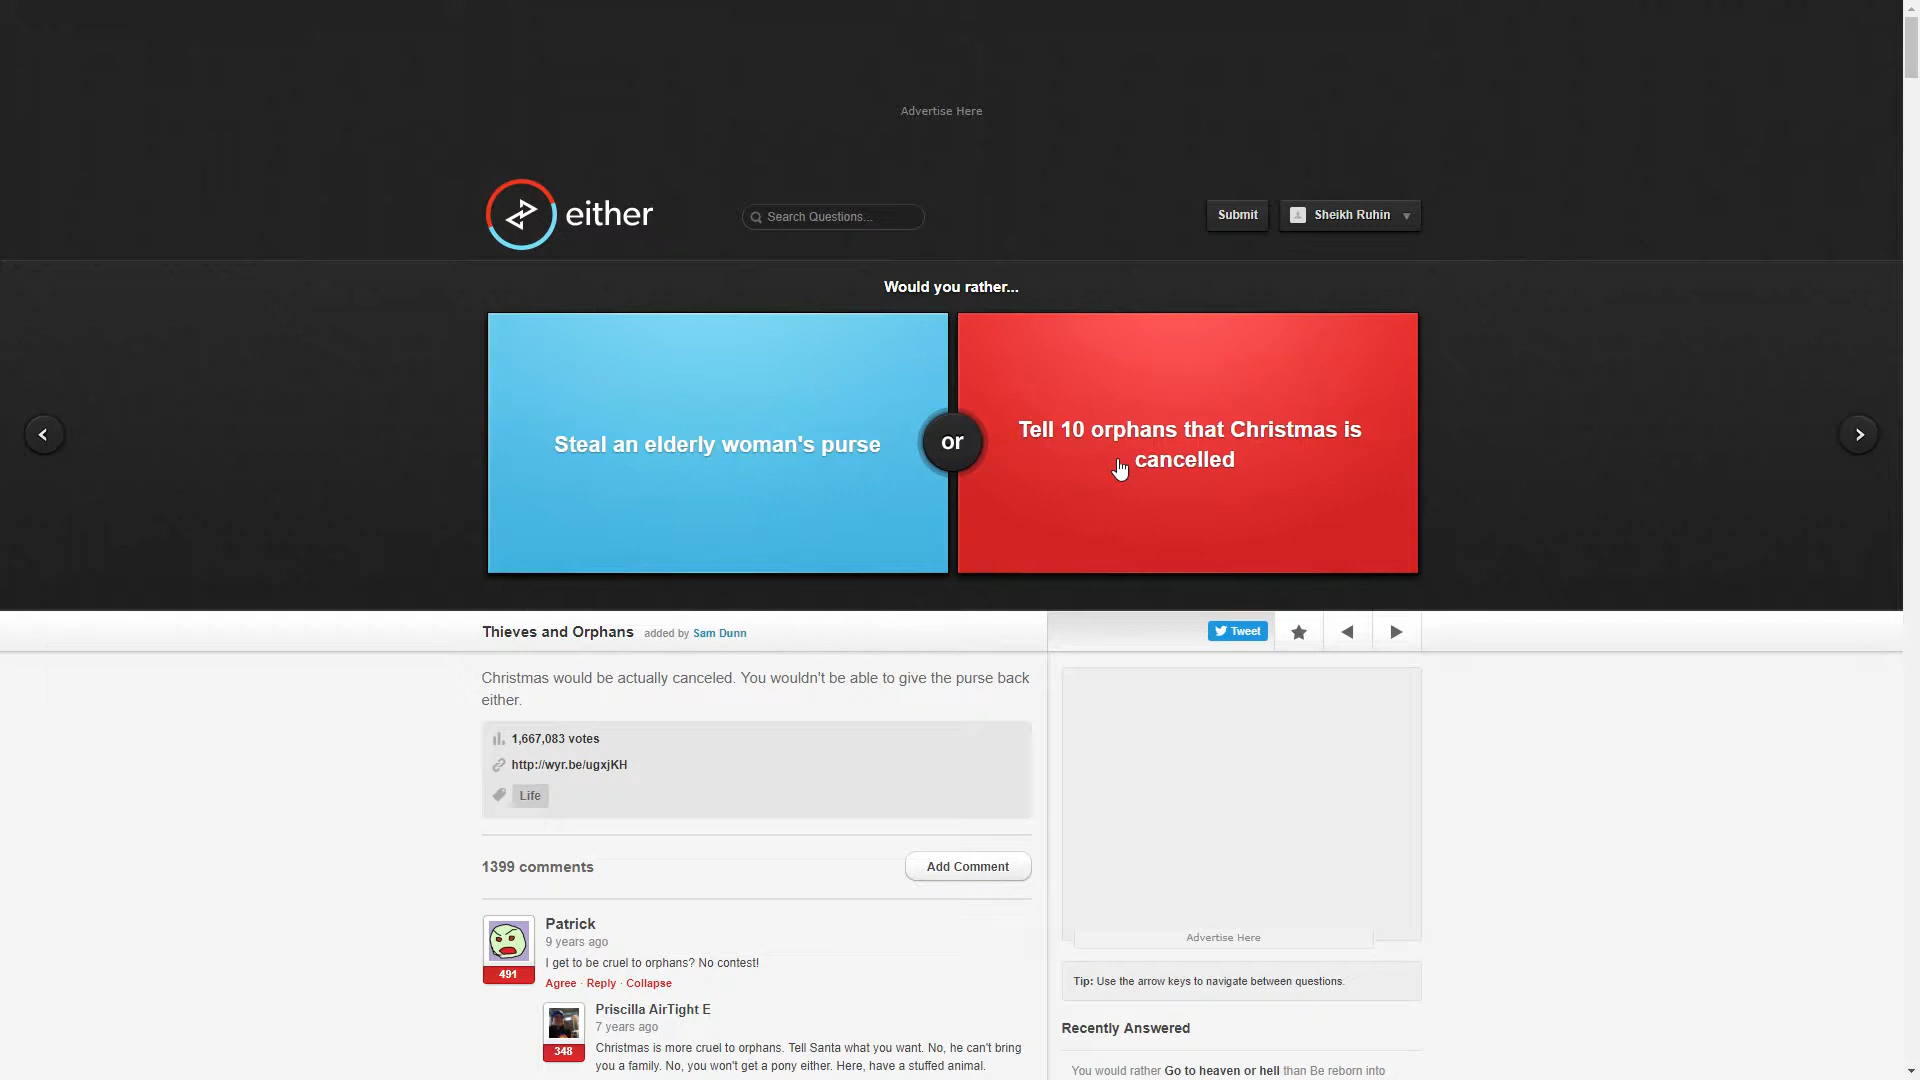 Advertise Here
either
Search Questions...
Submit
Sheikh Ruhin
Would you rather...
Steal an elderly woman's purse
or
Tell 10 orphans that Christmas is
cancelled
Thieves and Orphans added by Sam Dunn
Tweet
Christmas would be actually canceled. You wouldn't be able to give the purse back
either.
1,667,083 votes
http://wyr.be/ugxjKH
Life
1399 comments
Add Comment
Patrick
9 years ago
I get to be cruel to orphans? No contest!
491
Agree · Reply · Collapse
Priscilla AirTight E
7 years ago
Christmas is more cruel to orphans. Tell Santa what you want. No, he can't bring
348
you a family. No, you won't get a pony either. Here, have a stuffed animal.
Advertise Here
Tip: Use the arrow keys to navigate between questions.
Recently Answered
You would rather Go to heaven or hell than Be reborn into